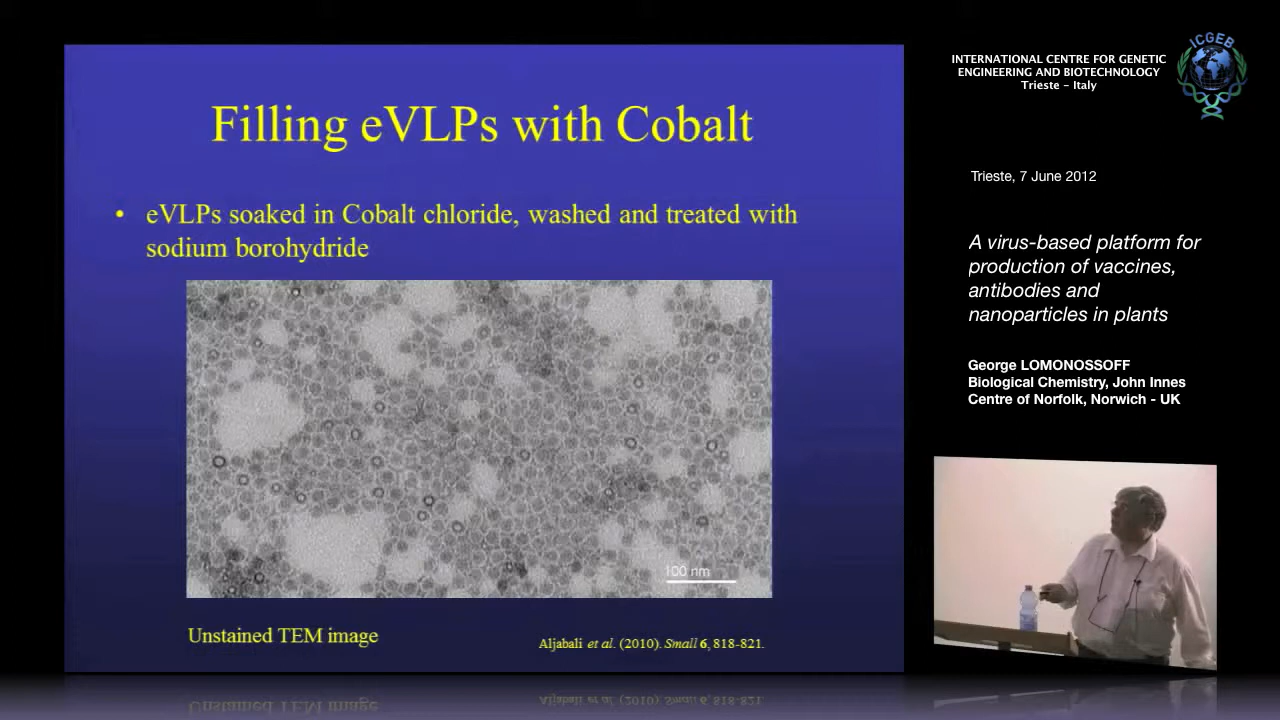 Filling eVLPs with Cobalt
• eVLPs soaked in Cobalt chloride, washed and treated with
sodium borohydride
100 nm
Unstained TEM image
Aljabali et al. (2010). Small 6, 818-821.
INTERNATIONAL CENTRE FOR GENETIC
ENGINEERING AND BIOTECHNOLOGY
Trieste - Italy
ICGEB
Trieste, 7 June 2012
A virus-based platform for
production of vaccines,
antibodies and
nanoparticles in plants
George LOMONOSSOFF
Biological Chemistry, John Innes
Centre of Norfolk, Norwich - UK